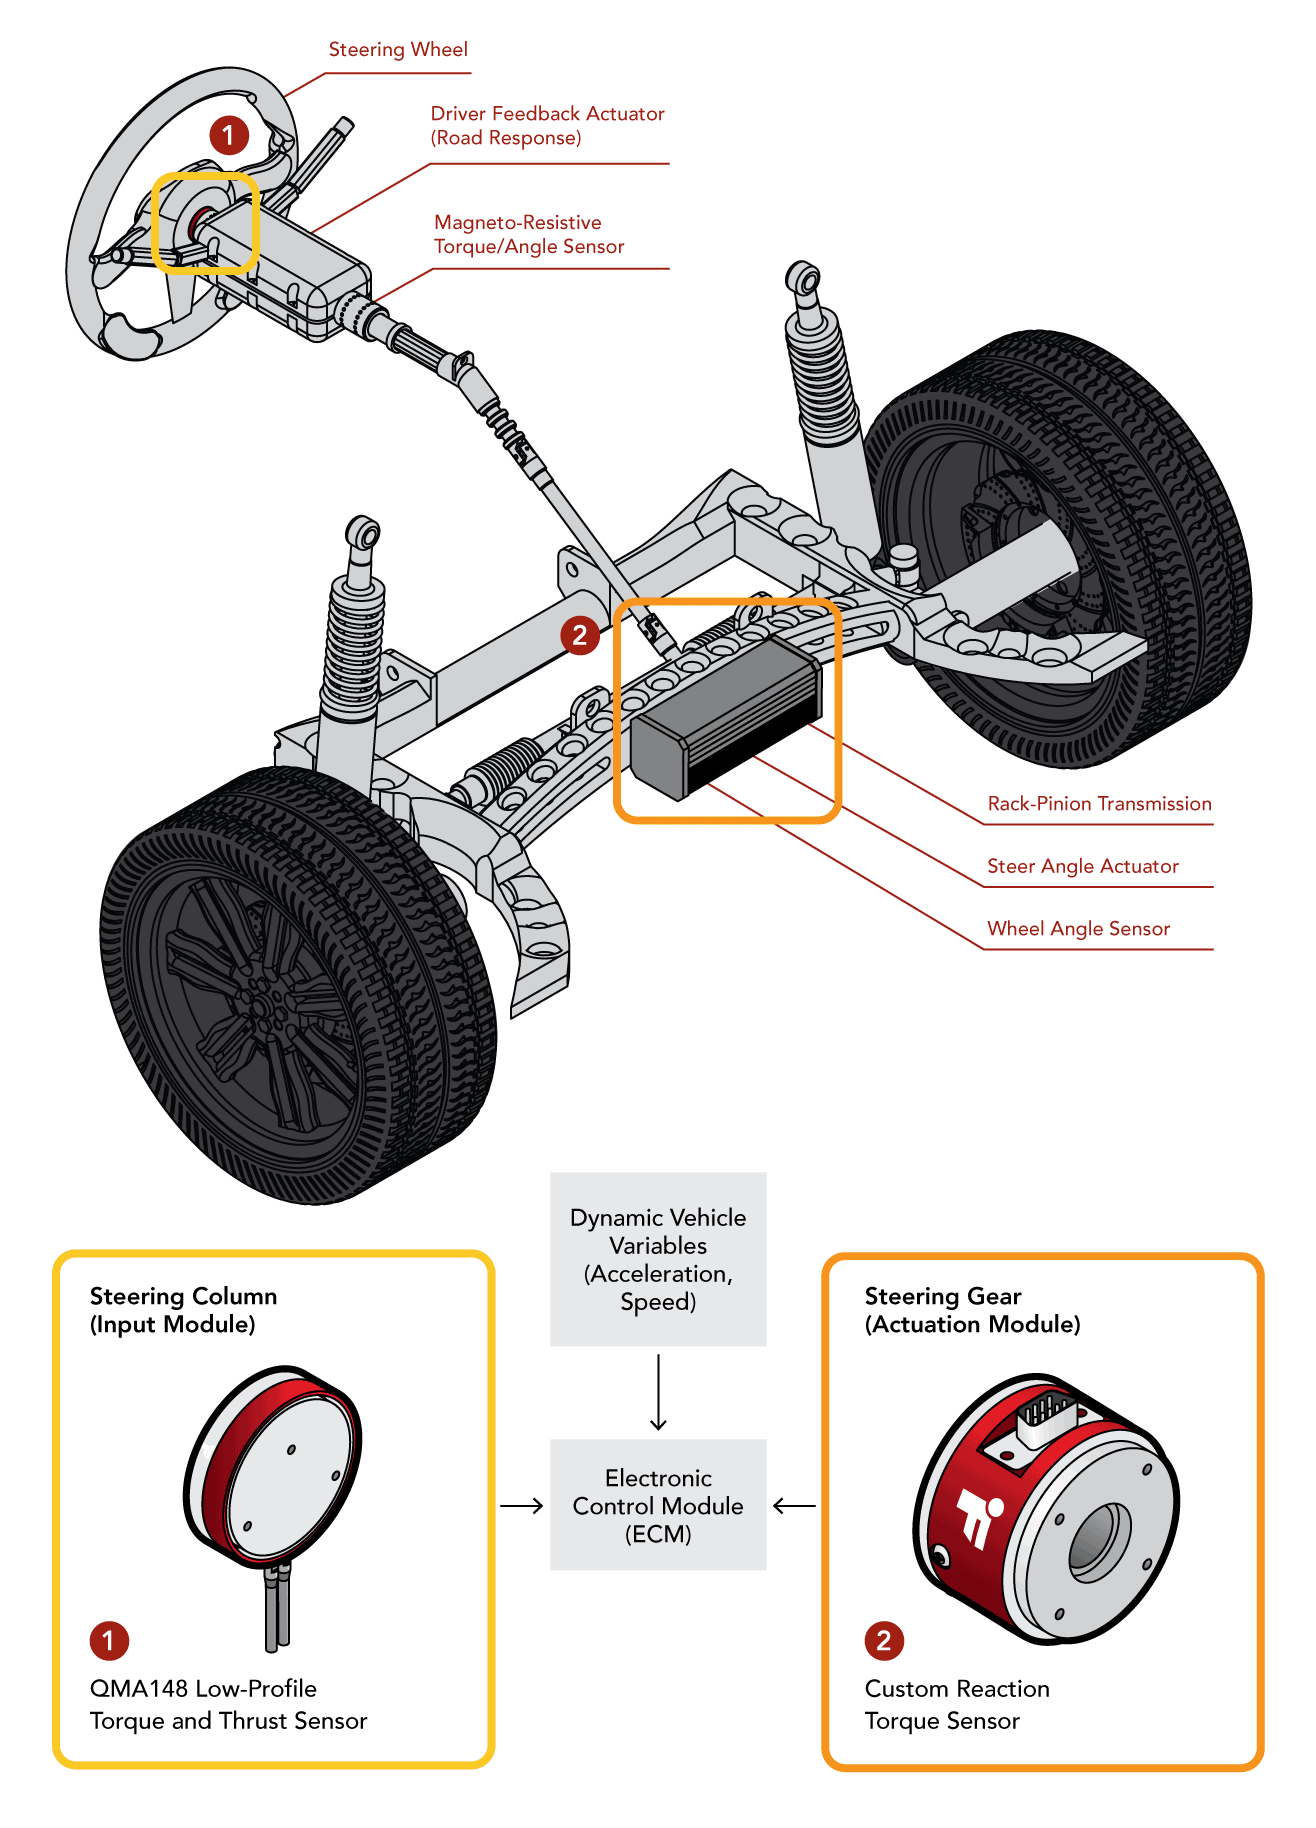 Steering Wheel
1
Driver Feedback Actuator
(Road Response)
Magneto-Resistive
Torque/Angle Sensor
2
Rack-Pinion Transmission
Steer Angle Actuator
Wheel Angle Sensor
Dynamic Vehicle
Variables
(Acceleration,
Speed)
Steering Column
(Input Module)
1
QMA148 Low-Profile
Torque and Thrust Sensor
Electronic
Control Module
(ECM)
Steering Gear
(Actuation Module)
2
Custom Reaction
Torque Sensor